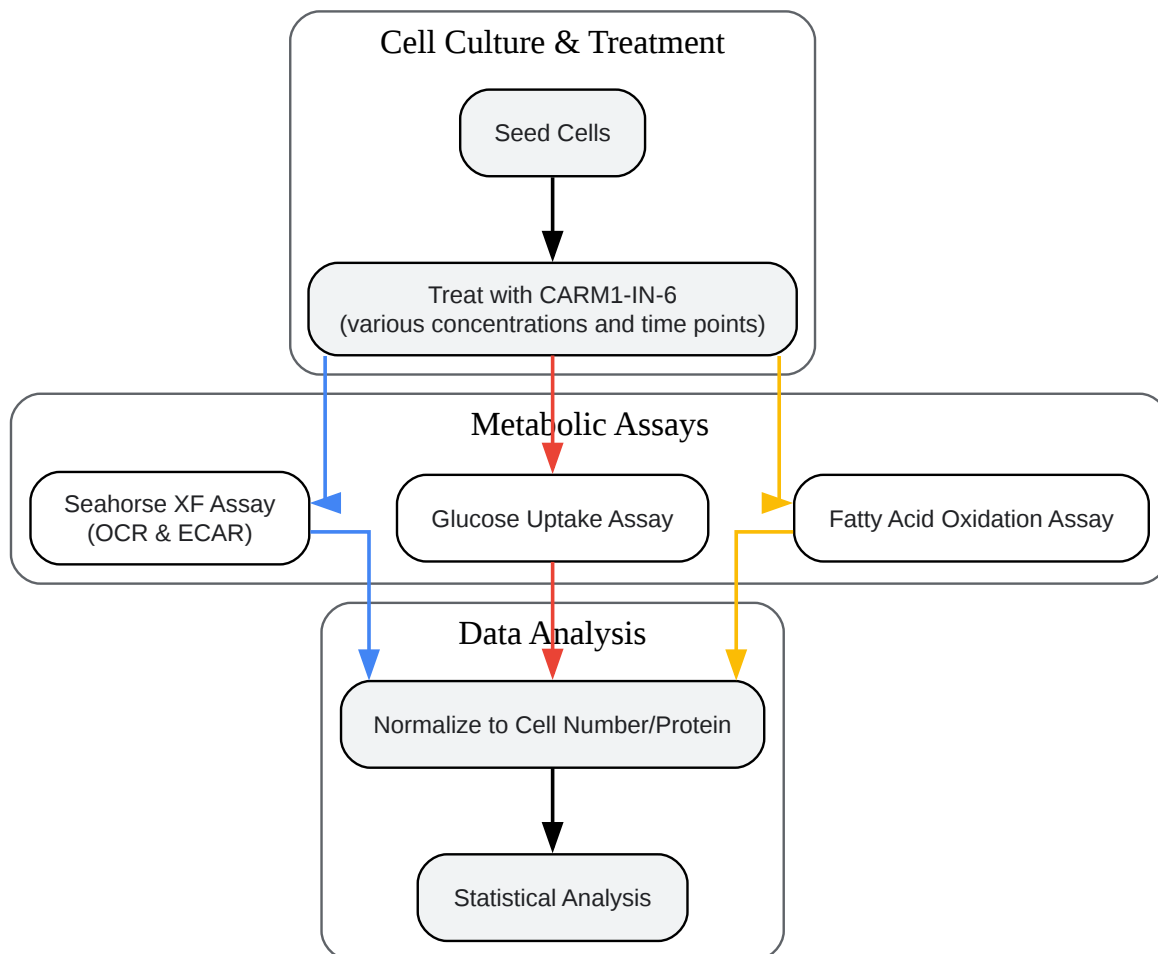 Cell Culture & Treatment
Seed Cells
Treat with CARM1-IN-6
(various concentrations and time points)
Metabolic Assays
Seahorse XF Assay
(OCR & ECAR)
Glucose Uptake Assay
Fatty Acid Oxidation Assay
Data Analysis
Normalize to Cell Number/Protein
Statistical Analysis